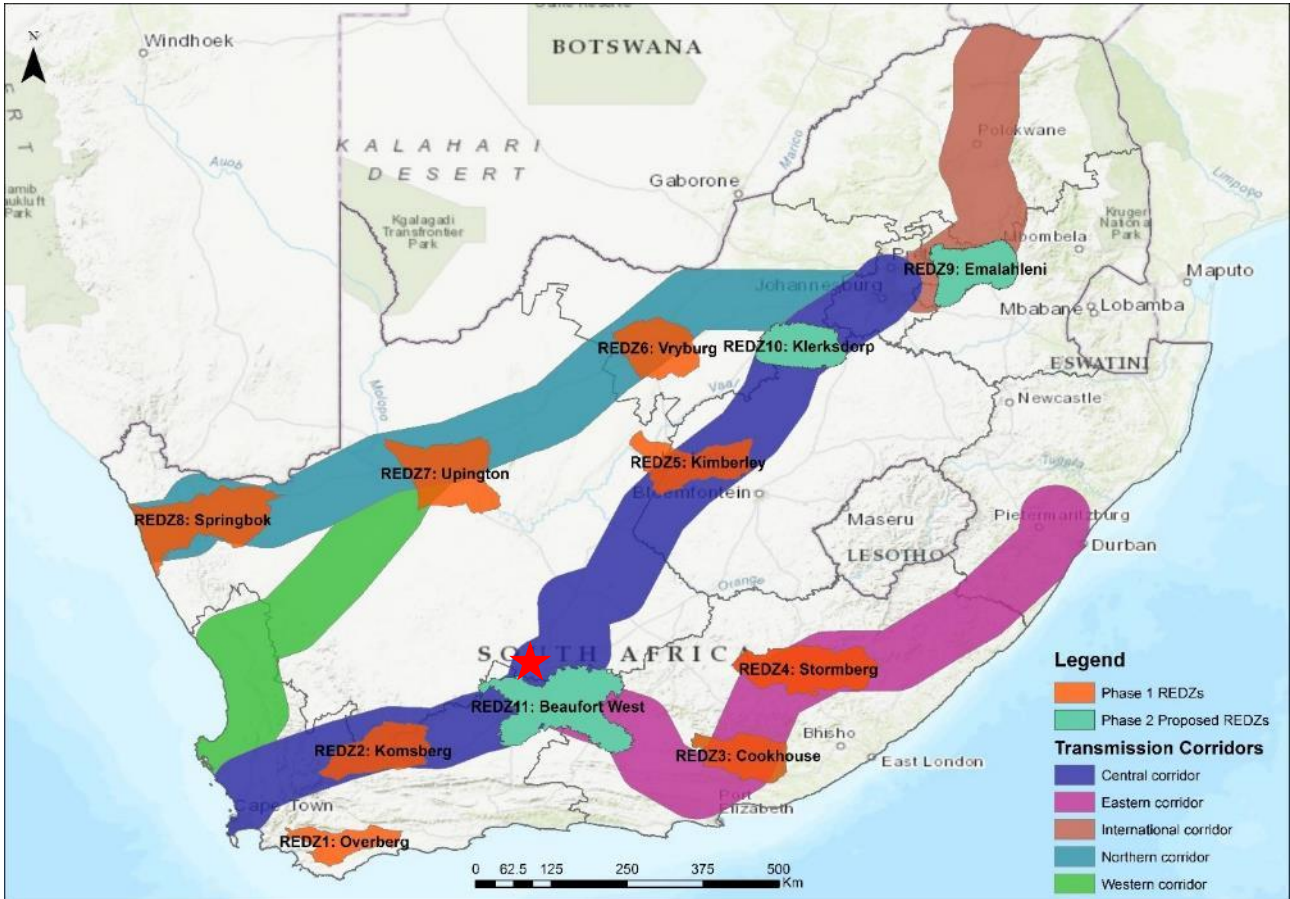 N
Windhoek
BOTSWANA
KALAHARI
DESERT
Auob
Marico
Polokwane
Gaborone
Limpopo
Kruger
National
Park
Park
Kgalagadi
Transfrontier
Park
REDZ9: Emalahleni
Maputo
Johannesburg
Mbabane
Lobamba
REDZ6: Vryburg
REDZ10: Klerksdorp
ESWATINI
Molopo
Vaal
Newcastle
REDZ7: Upington
REDZ5: Kimberley
Bloemfontein
Tugela
REDZ8: Springbok
Maseru
Pietermaritzburg
LESOTHO
Durban
Orange
SOUTH AFRICA
REDZ4: Stormberg
REDZ11: Beaufort West
REDZ2: Komsberg
REDZ3: Cookhouse
Bhisho
East London
Cape Town
Port
Elizabeth
REDZ1: Overberg
0 62.5 125 250 375 500
Km
Legend
Phase 1 REDZs
Phase 2 Proposed REDZs
Transmission Corridors
Central corridor
Eastern corridor
International corridor
Northern corridor
Western corridor